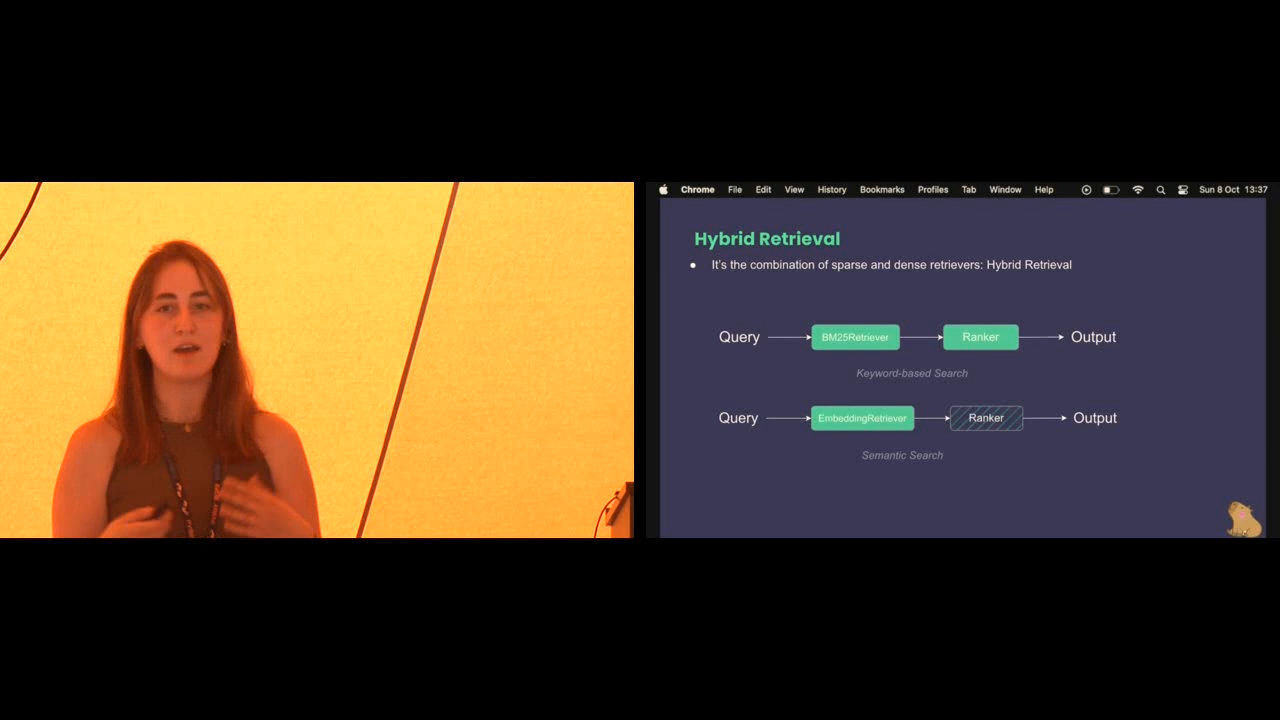 Chrome File Edit View History Bookmarks Profiles Tab Window Help Sun 8 Oct 13:37
Hybrid Retrieval
● It's the combination of sparse and dense retrievers: Hybrid Retrieval
Query BM25Retriever Ranker Output
Keyword-based Search
Query EmbeddingRetriever Ranker Output
Semantic Search